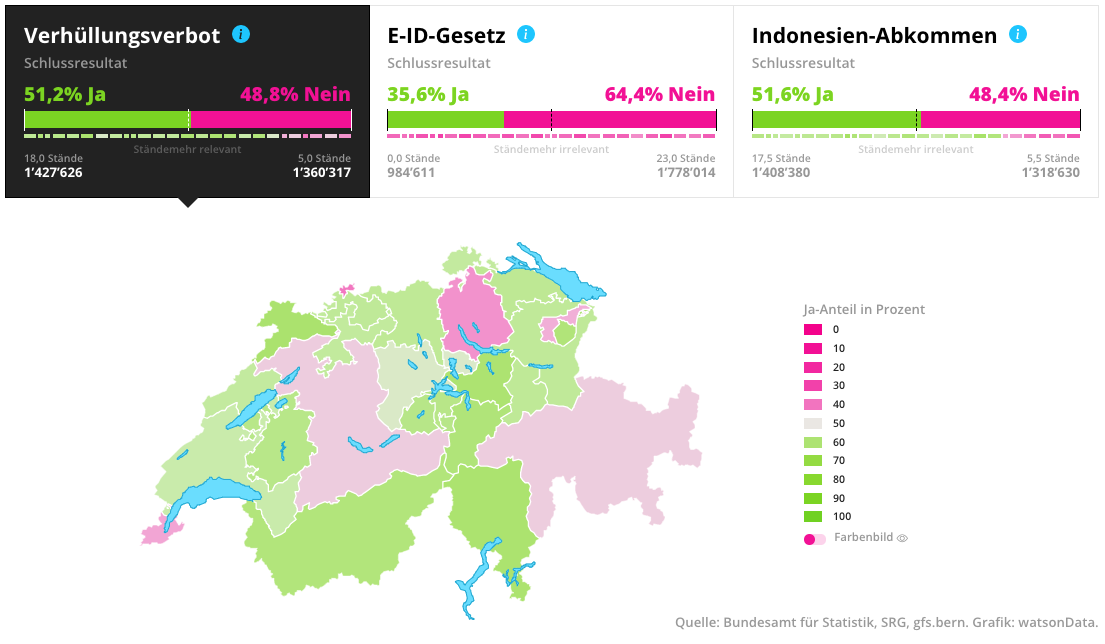 Verhüllungsverbot i
Schlussresultat
51,2% Ja 48,8% Nein
Ständemehr relevant
18,0 Stände 5,0 Stände
1’427’626 1’360’317
E-ID-Gesetz i
Schlussresultat
35,6% Ja 64,4% Nein
Ständemehr irrelevant
0,0 Stände 23,0 Stände
984’611 1’778’014
Indonesien-Abkommen i
Schlussresultat
51,6% Ja 48,4% Nein
Ständemehr irrelevant
17,5 Stände 5,5 Stände
1’408’380 1’318’630
Ja-Anteil in Prozent
0
10
20
30
40
50
60
70
80
90
100
Farbenbild
Quelle: Bundesamt für Statistik, SRG, gfs.bern. Grafik: watsonData.